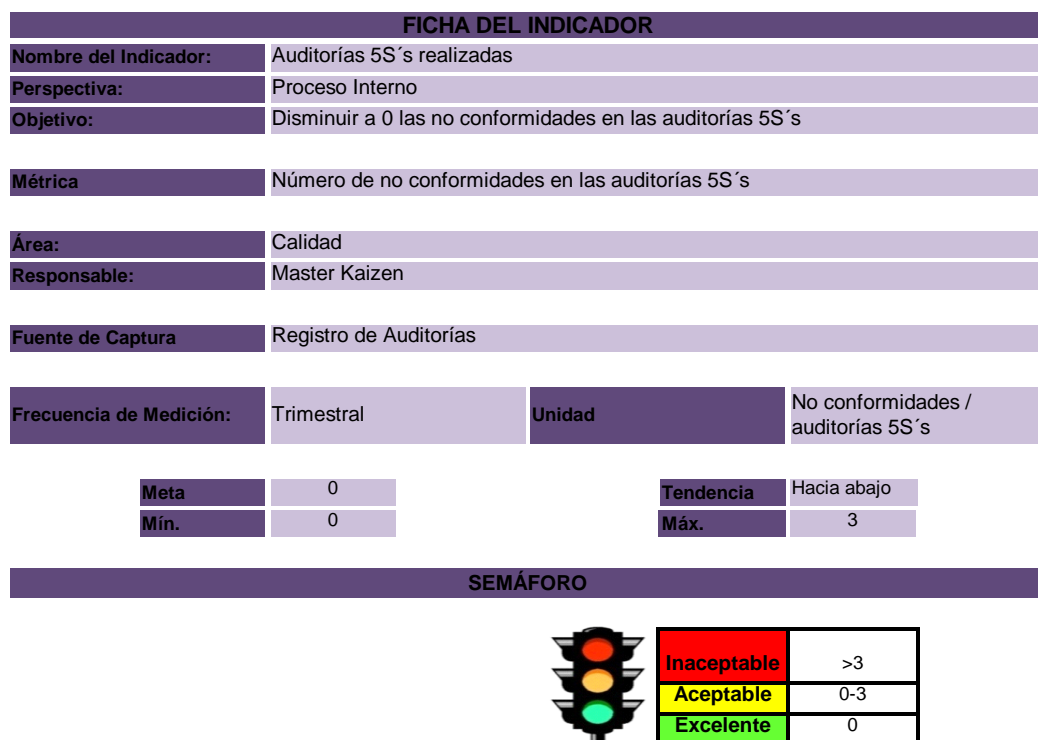 FICHA DEL INDICADOR
Nombre del Indicador: Auditorías 5S´s realizadas
Perspectiva: Proceso Interno
Objetivo: Disminuir a 0 las no conformidades en las auditorías 5S´s
Métrica Número de no conformidades en las auditorías 5S´s
Área: Calidad
Responsable: Master Kaizen
Fuente de Captura Registro de Auditorías
Frecuencia de Medición: Trimestral Unidad No conformidades /
auditorías 5S´s
Meta 0 Tendencia Hacia abajo
Mín. 0 Máx. 3
SEMÁFORO
Inaceptable >3
Aceptable 0-3
Excelente 0